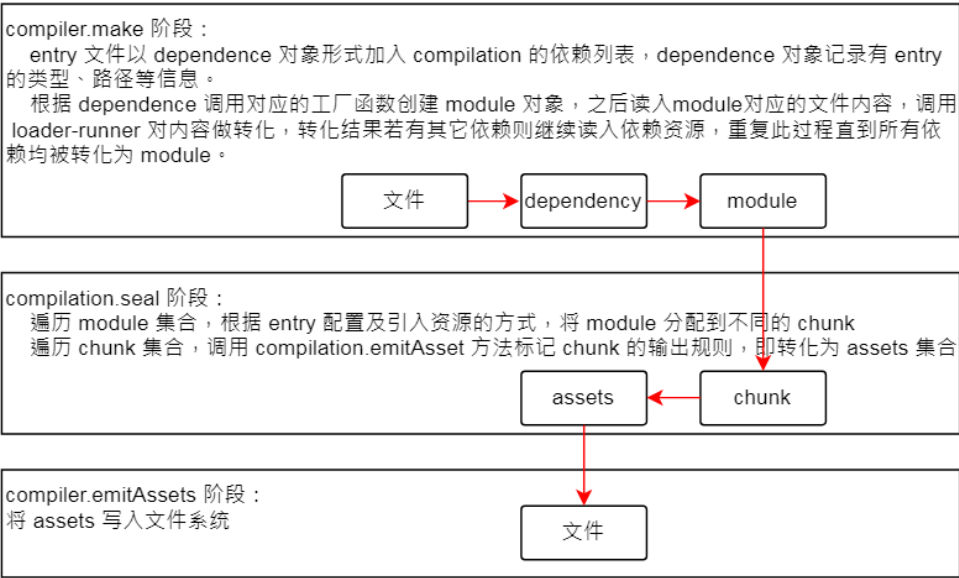 compiler.make 阶段：
entry 文件以 dependence 对象形式加入 compilation 的依赖列表，dependence 对象记录有 entry
的类型、路径等信息。
根据 dependence 调用对应的工厂函数创建 module 对象，之后读入module对应的文件内容，调用
loader-runner 对内容做转化，转化结果若有其它依赖则继续读入依赖资源，重复此过程直到所有依
赖均被转化为 module。
文件
dependency
module
compilation.seal 阶段：
遍历 module 集合，根据 entry 配置及引入资源的方式，将 module 分配到不同的 chunk
遍历 chunk 集合，调用 compilation.emitAsset 方法标记 chunk 的输出规则，即转化为 assets 集合
assets
chunk
compiler.emitAssets 阶段：
将 assets 写入文件系统
文件